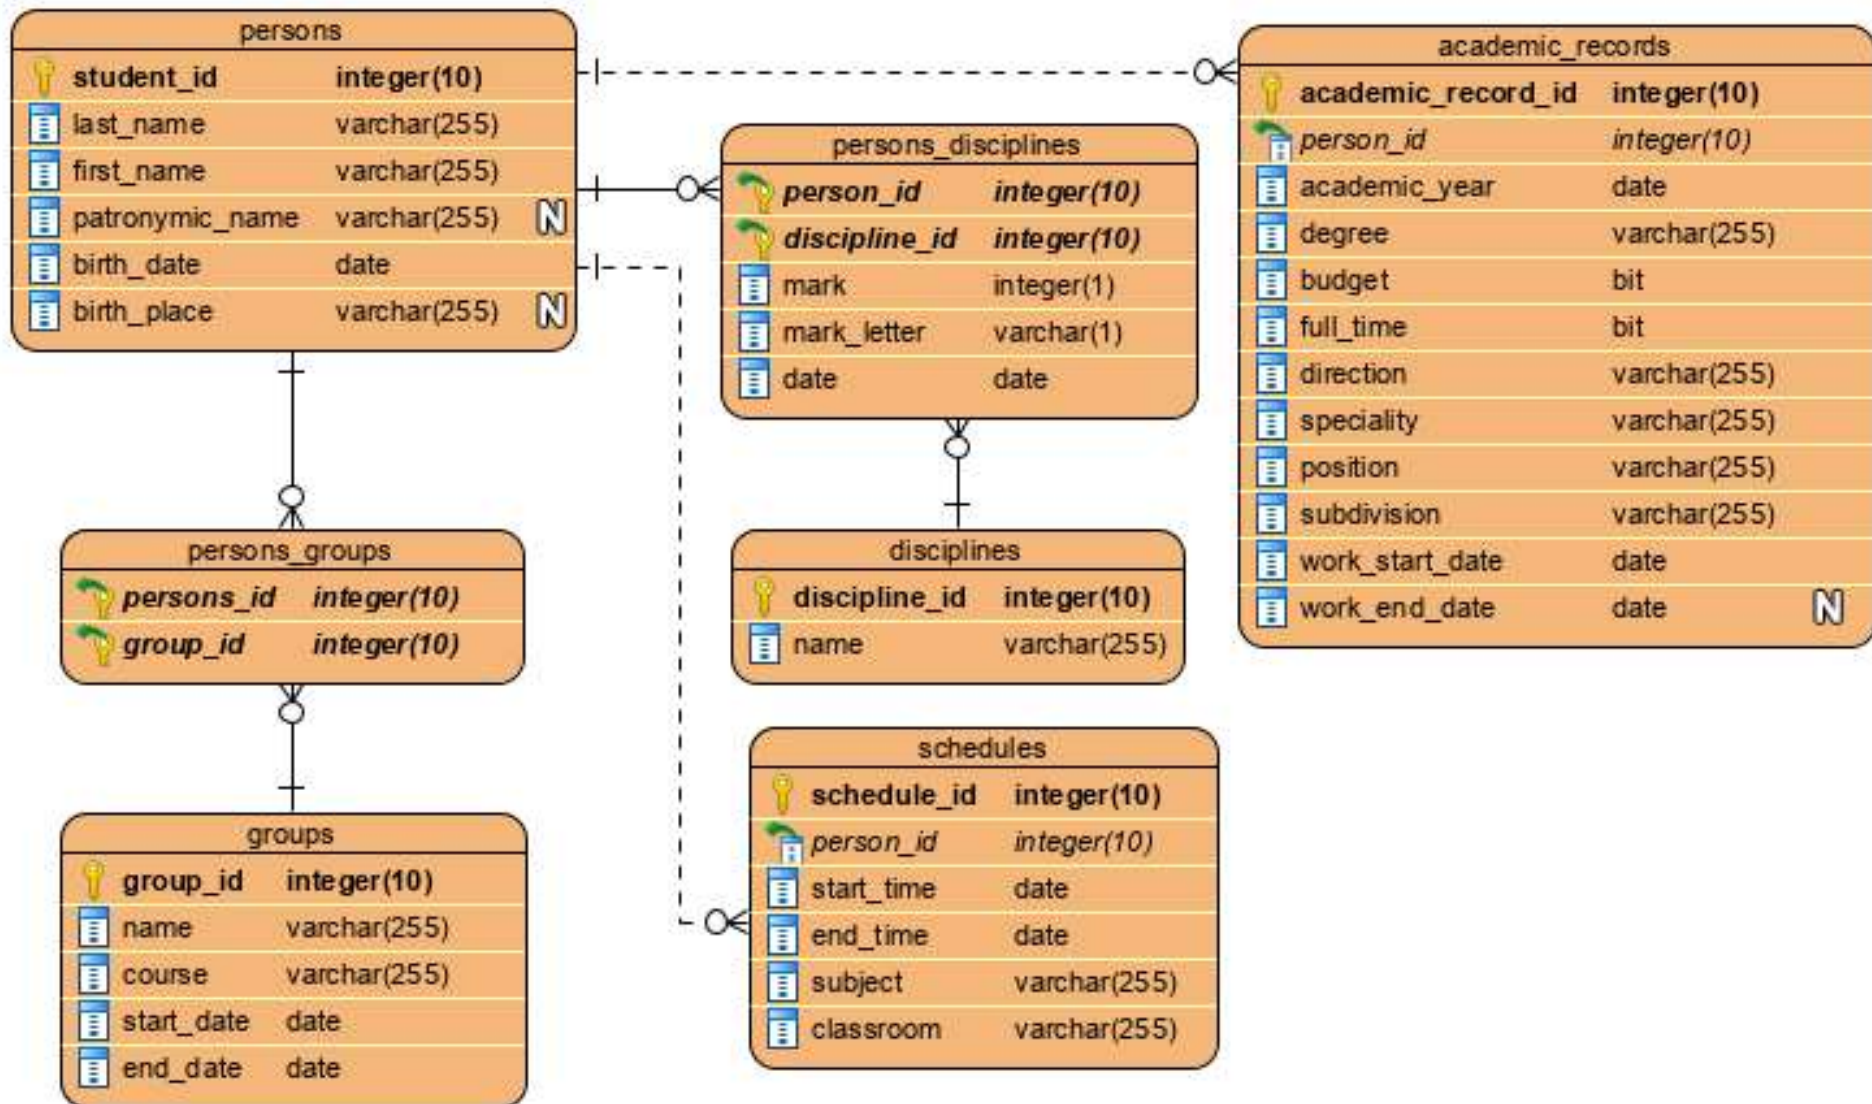 persons
student_id integer(10)
last_name varchar(255)
first_name varchar(255)
patronymic_name varchar(255) N
birth_date date
birth_place varchar(255) N
persons_disciplines
person_id integer(10)
discipline_id integer(10)
mark integer(1)
mark_letter varchar(1)
date date
academic_records
academic_record_id integer(10)
person_id integer(10)
academic_year date
degree varchar(255)
budget bit
full_time bit
direction varchar(255)
speciality varchar(255)
position varchar(255)
subdivision varchar(255)
work_start_date date
work_end_date date N
persons_groups
persons_id integer(10)
group_id integer(10)
disciplines
discipline_id integer(10)
name varchar(255)
groups
group_id integer(10)
name varchar(255)
course varchar(255)
start_date date
end_date date
schedules
schedule_id integer(10)
person_id integer(10)
start_time date
end_time date
subject varchar(255)
classroom varchar(255)